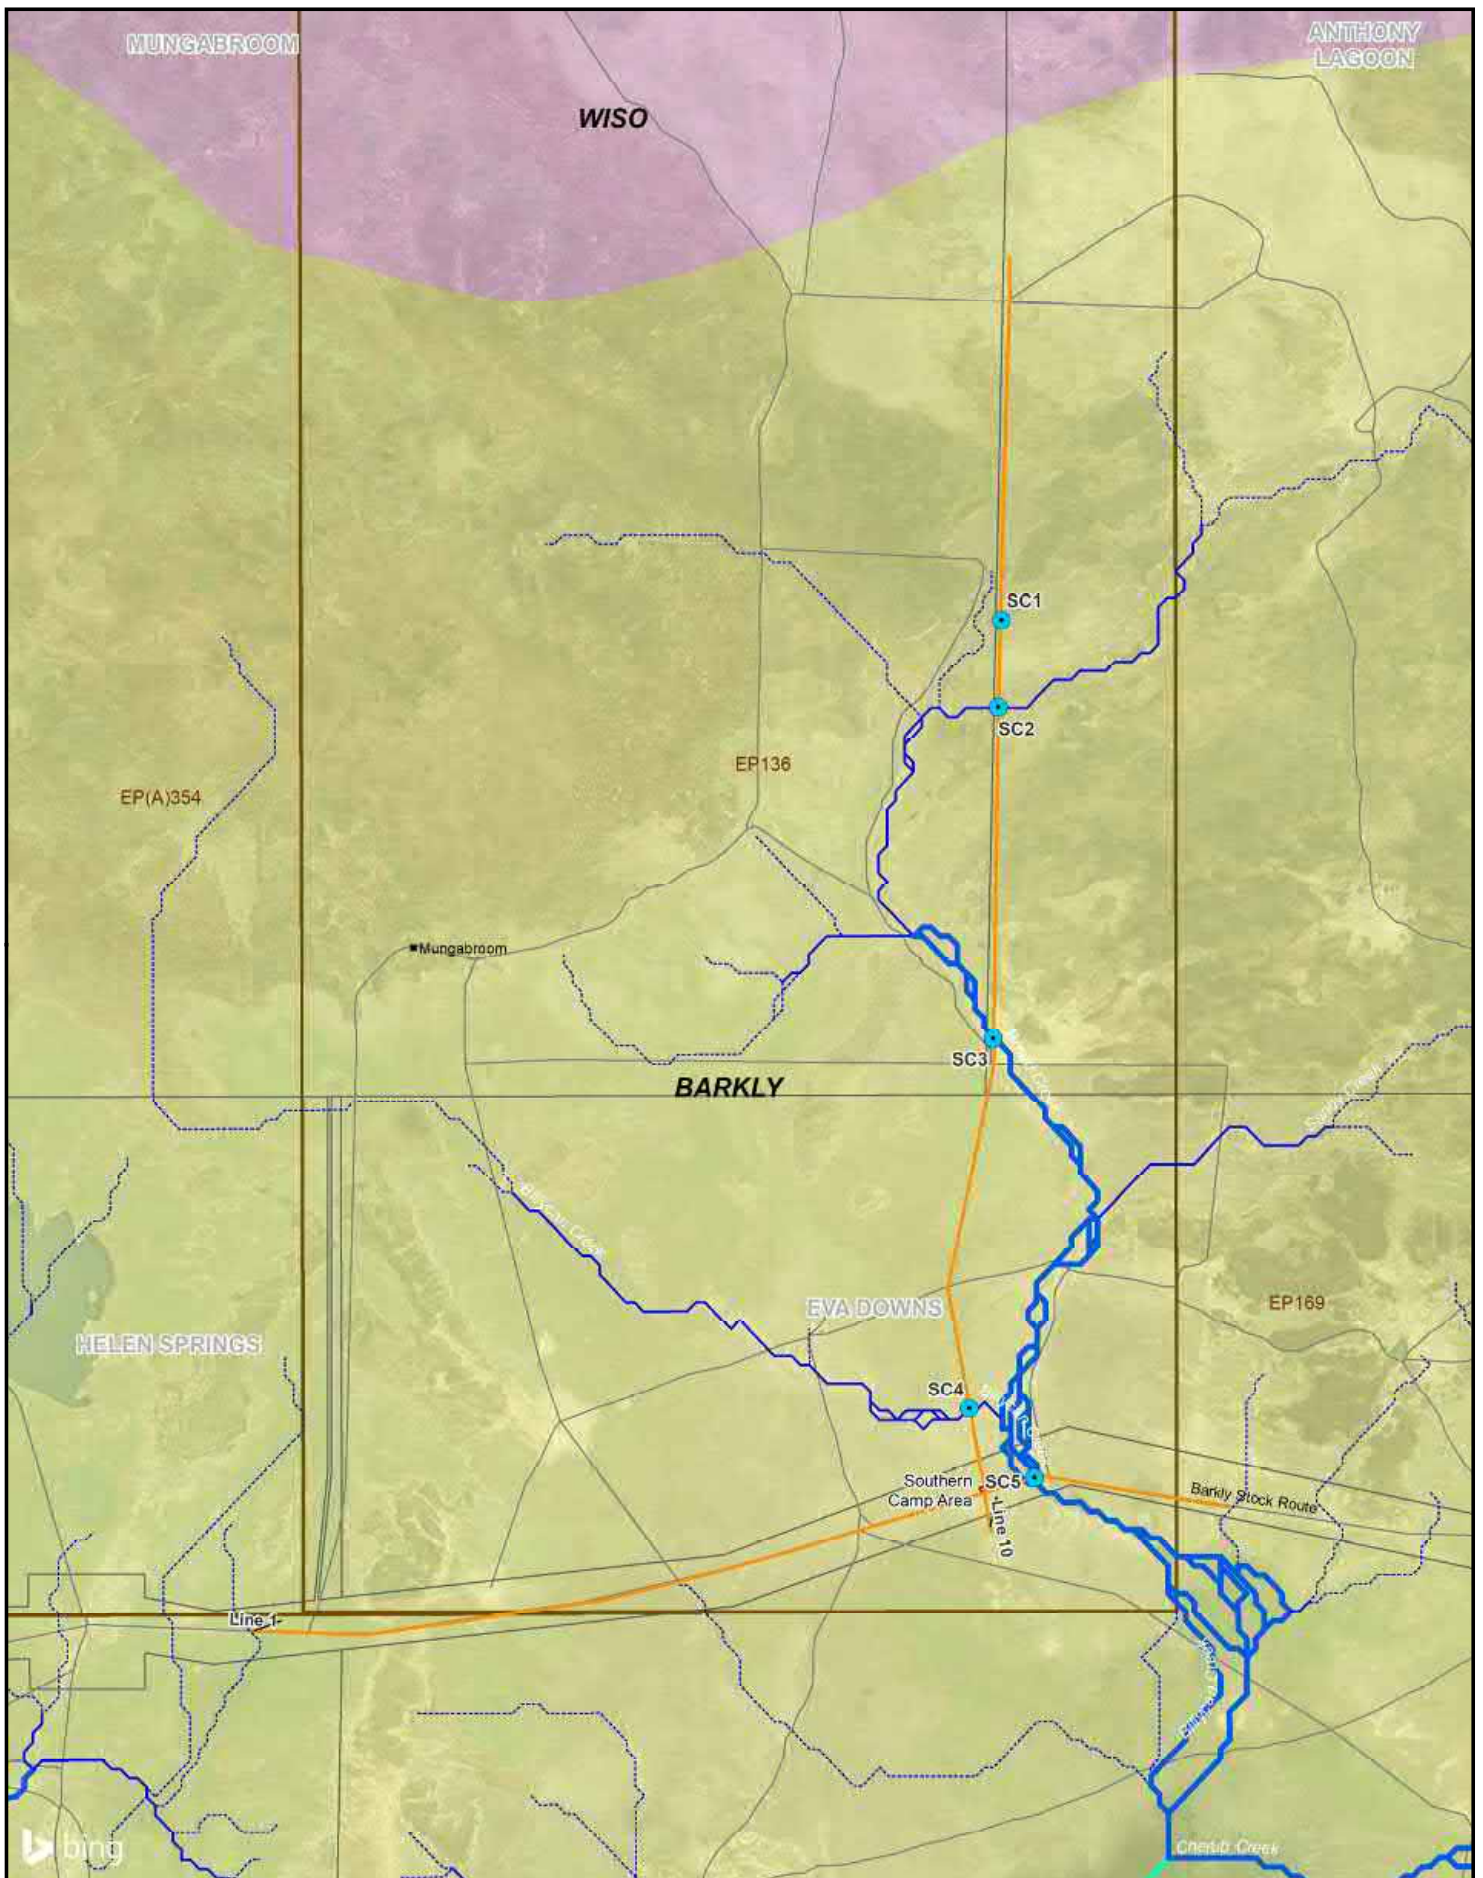 MUNGABROOM
ANTHONY
LAGOON
WISO
SC1
SC2
EP136
EP(A)354
Mungabroom
SC3
BARKLY
EVA DOWNS
EP169
HELEN SPRINGS
SC4
Southern
Camp Area
SC5
Barkly Stock Route
Line 10
Line 1
bing
Cherub Creek